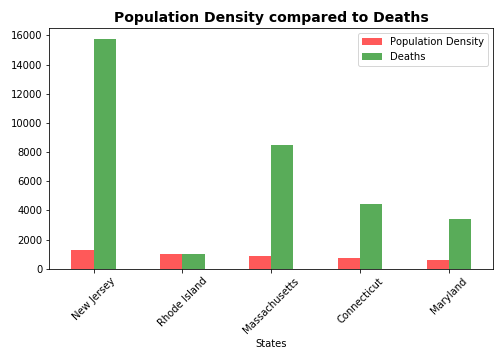 Population Density compared to Deaths
Population Density
Deaths
16000
14000
12000
10000
8000
6000
4000
2000
0
New Jersey
Rhode Island
Massachusetts
Connecticut
Maryland
States